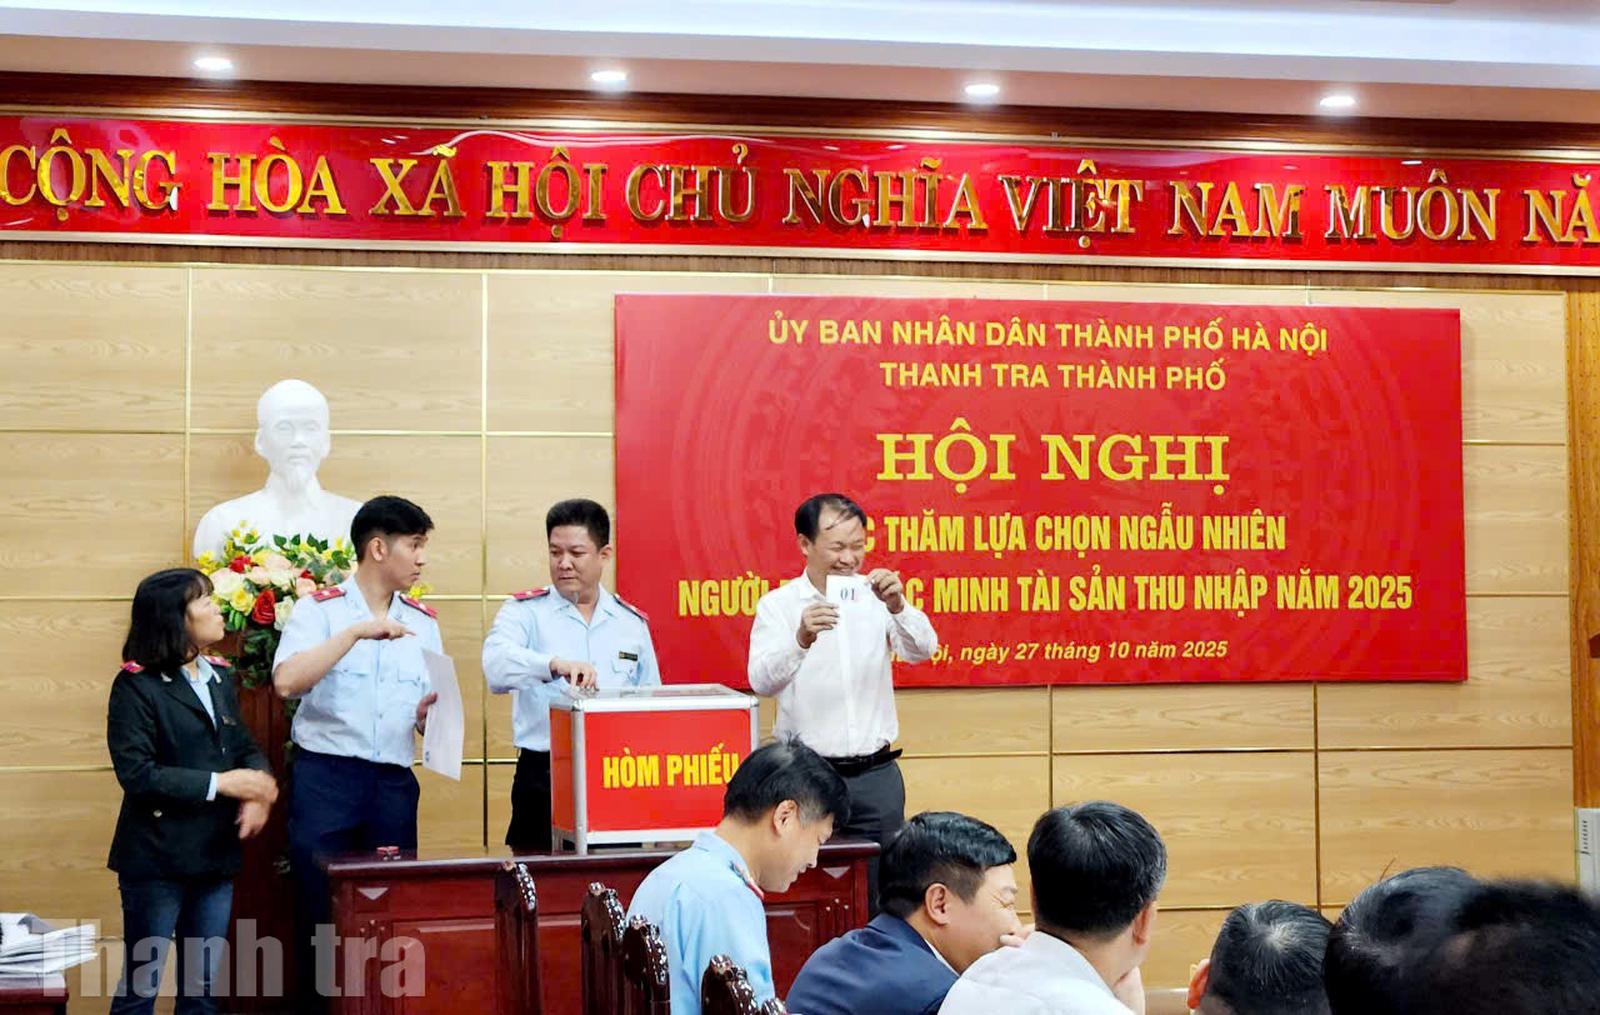 CỘNG HÒA XÃ HỘI CHỦ NGHĨA VIỆT NAM MUÔN NĂ
ỦY BAN NHÂN DÂN THÀNH PHỐ HÀ NỘI
THANH TRA THÀNH PHỐ
HỘI NGHỊ
C THĂM LỰA CHỌN NGẪU NHIÊN
NGƯỜI C MINH TÀI SẢN THU NHẬP NĂM 2025
ội, ngày 27 tháng 10 năm 2025
01
HÒM PHIẾU
Thanh tra